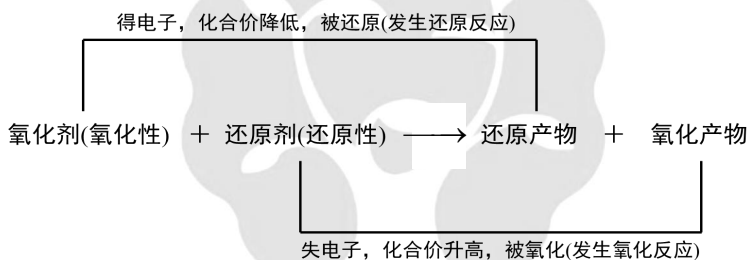 得电子，化合价降低，被还原(发生还原反应)
氧化剂(氧化性) + 还原剂(还原性) ⟶ 还原产物 + 氧化产物
失电子，化合价升高，被氧化(发生氧化反应)